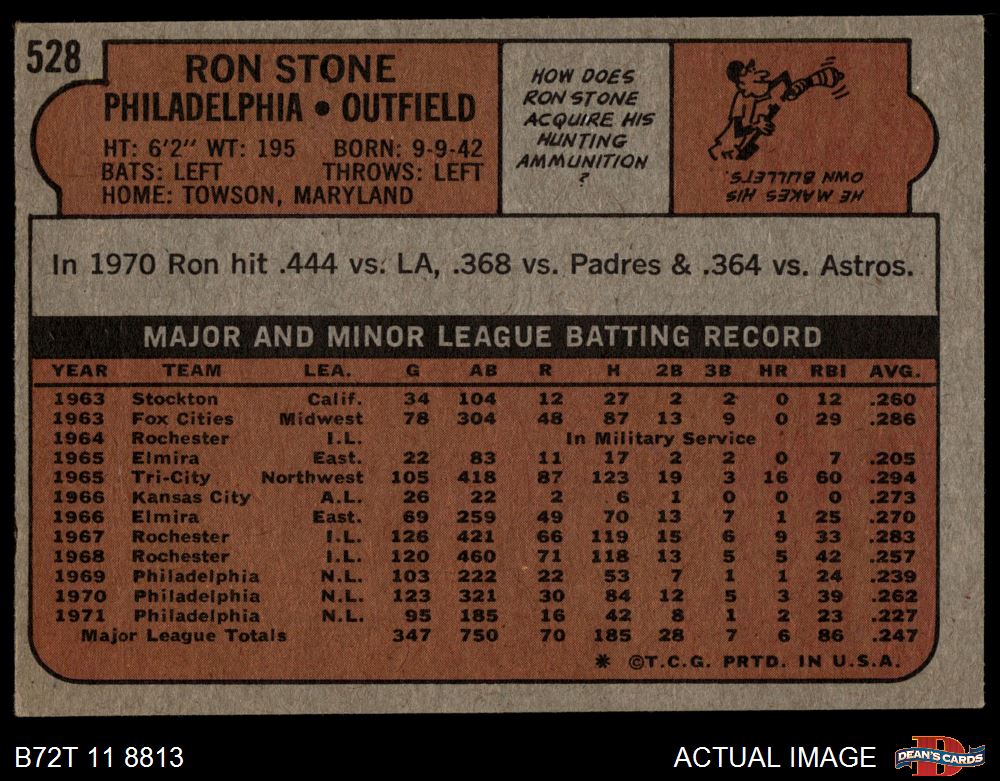 528
RON STONE
PHILADELPHIA • OUTFIELD
HT: 6'2" WT: 195 BORN: 9-9-42
BATS: LEFT THROWS: LEFT
HOME: TOWSON, MARYLAND
HOW DOES
RON STONE
ACQUIRE HIS
HUNTING
AMMUNITION
?
HE MAKES HIS
OWN BULLETS.
In 1970 Ron hit .444 vs. LA, .368 vs. Padres & .364 vs. Astros.
MAJOR AND MINOR LEAGUE BATTING RECORD
YEAR TEAM LEA. G AB R H 2B 3B HR RBI AVG.
1963 Stockton Calif. 34 104 12 27 2 2 0 12 .260
1963 Fox Cities Midwest 78 304 48 87 13 9 0 29 .286
1964 Rochester I.L. In Military Service
1965 Elmira East. 22 83 11 17 2 2 0 7 .205
1965 Tri-City Northwest 105 418 87 123 19 3 16 60 .294
1966 Kansas City A.L. 26 22 2 6 1 0 0 0 .273
1966 Elmira East. 69 259 49 70 13 7 1 25 .270
1967 Rochester I.L. 126 421 66 119 15 6 9 33 .283
1968 Rochester I.L. 120 460 71 118 13 5 5 42 .257
1969 Philadelphia N.L. 103 222 22 53 7 1 1 24 .239
1970 Philadelphia N.L. 123 321 30 84 12 5 3 39 .262
1971 Philadelphia N.L. 95 185 16 42 8 1 2 23 .227
Major League Totals 347 750 70 185 28 7 6 86 .247
* ©T.C.G. PRTD. IN U.S.A.
B72T 11 8813
ACTUAL IMAGE
D
DEAN'S CARDS